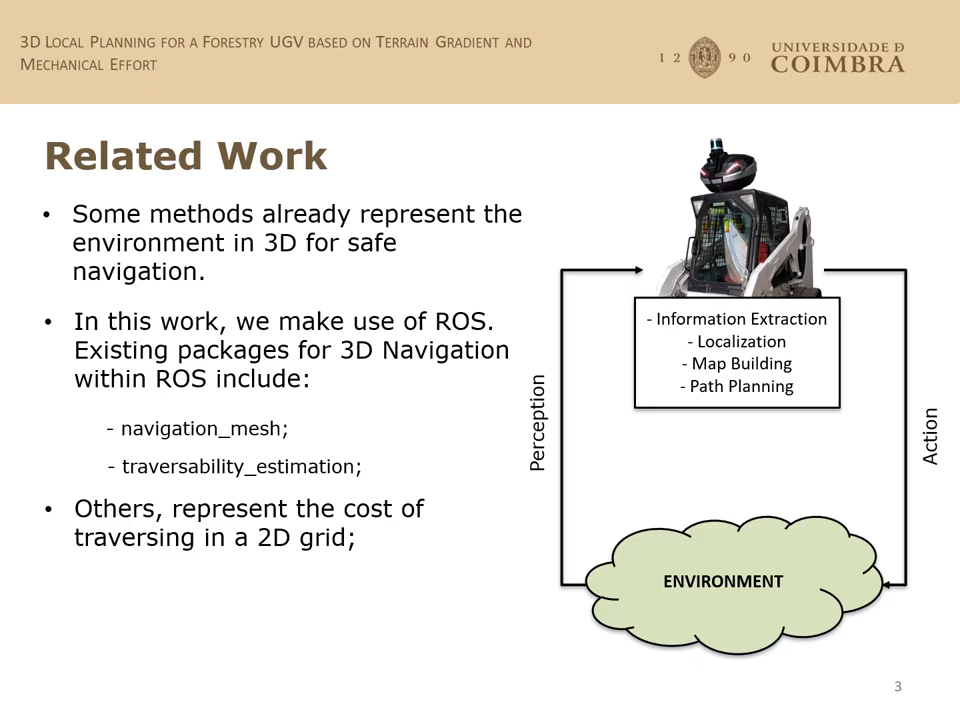 3D Local Planning for a Forestry UGV based on Terrain Gradient and
Mechanical Effort
1 2 9 0
UNIVERSIDADE D
COIMBRA
Related Work
• Some methods already represent the
environment in 3D for safe
navigation.
• In this work, we make use of ROS.
Existing packages for 3D Navigation
within ROS include:
- navigation_mesh;
- traversability_estimation;
• Others, represent the cost of
traversing in a 2D grid;
- Information Extraction
- Localization
- Map Building
- Path Planning
Perception
Action
ENVIRONMENT
3